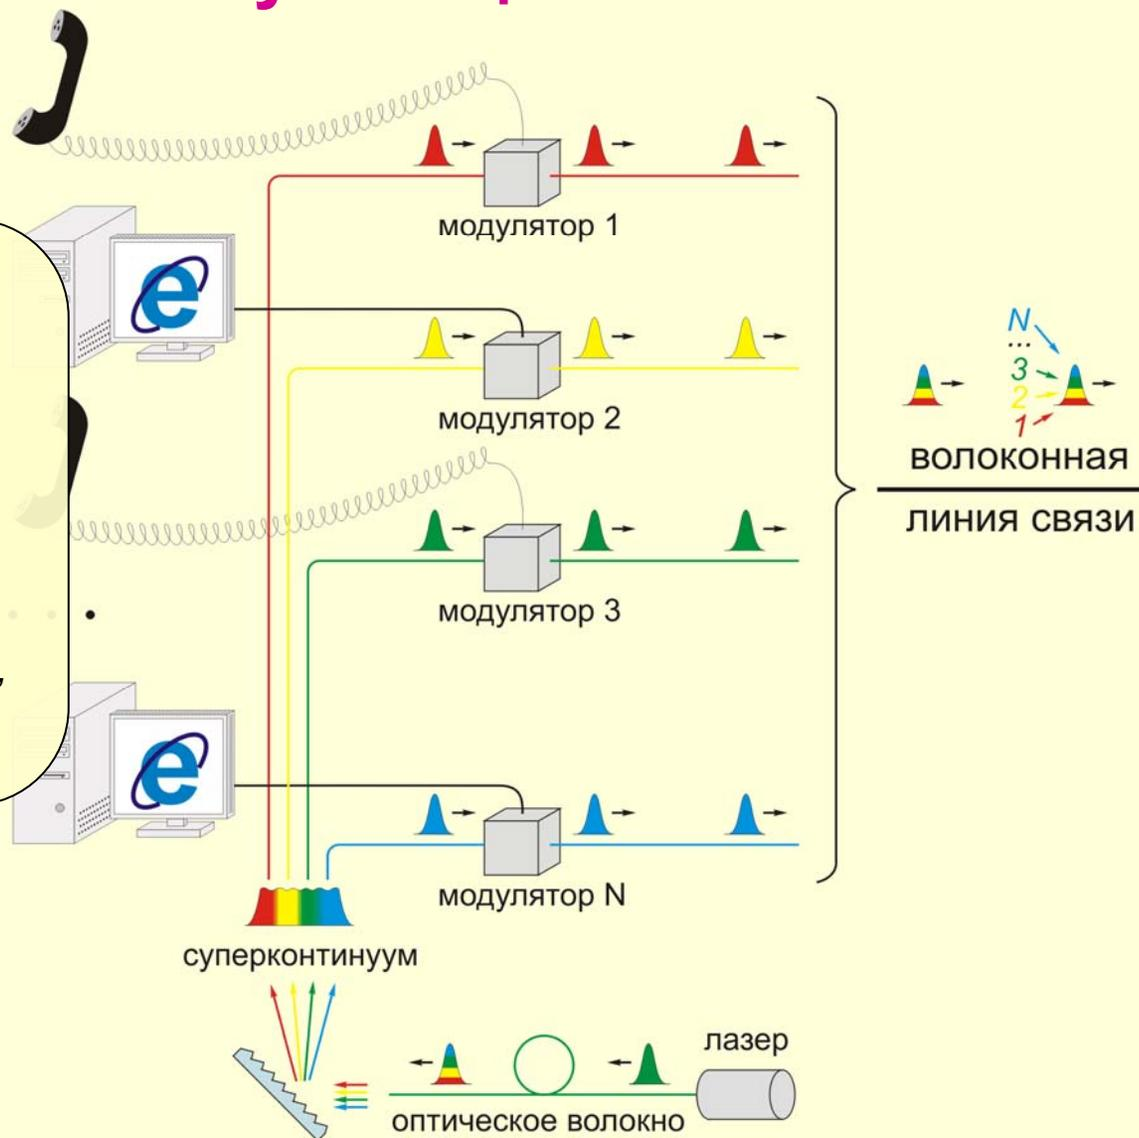 модулятор 1
модулятор 2
N
...
3
2
1
волоконная
линия связи
модулятор 3
модулятор N
суперконтинуум
лазер
оптическое волокно